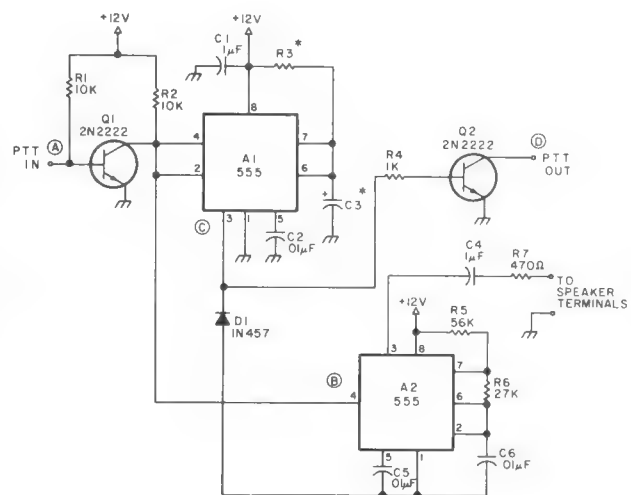 +12V
+12V
C1
1µF
R3 *
R1
10K
R2
10K
Q1
2N2222
A
PTT
IN
8
4
7
A1
555
2
6
3
1
5
C
C2
.01µF
+
C3
*
R4
1K
Q2
2N2222
D
PTT
OUT
C4
1µF
R7
470Ω
TO
SPEAKER
TERMINALS
+12V
R5
56K
D1
1N457
3
8
B
7
R6
27K
A2
555
4
6
2
5
1
C5
.01µF
C6
.01µF